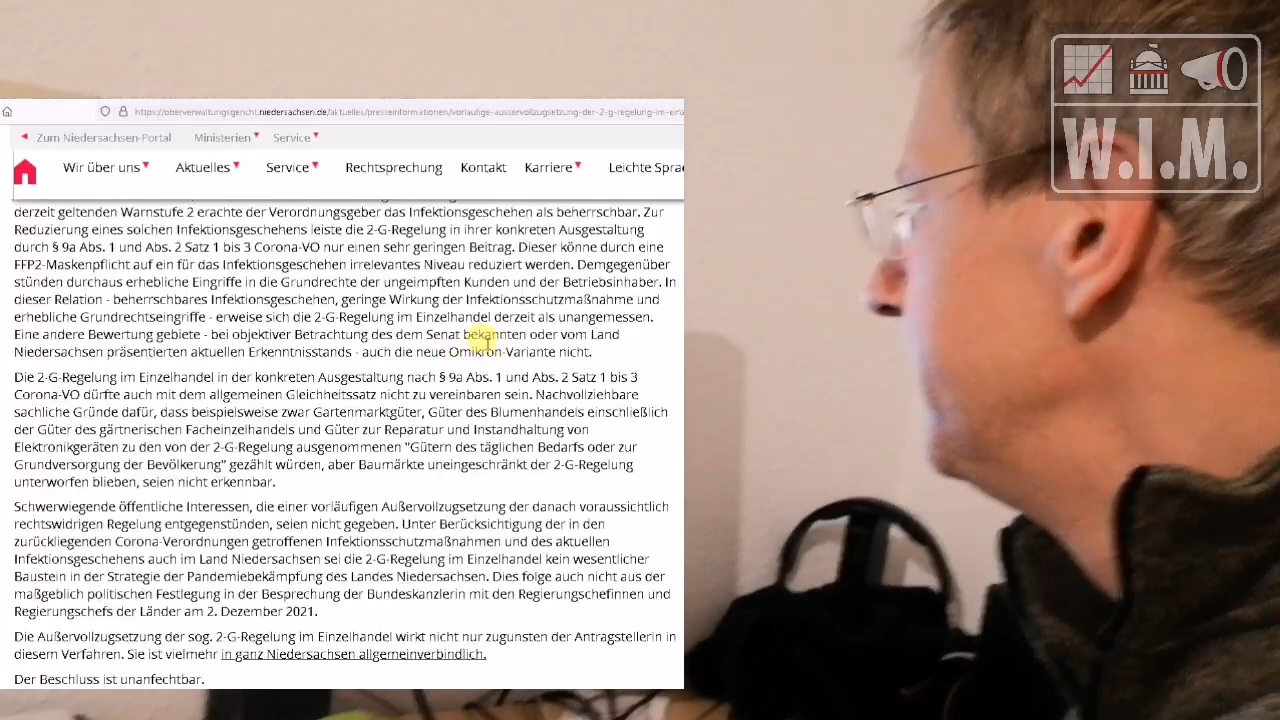 https://oberverwaltungsgericht.niedersachsen.de/aktuelles/presseinformationen/vorlaufige-ausservollzugsetzung-der-2-g-regelung-im-einz
Zum Niedersachsen-Portal Ministerien Service
Wir über uns Aktuelles Service Rechtsprechung Kontakt Karriere Leichte Sprac
derzeit geltenden Warnstufe 2 erachte der Verordnungsgeber das Infektionsgeschehen als beherrschbar. Zur
Reduzierung eines solchen Infektionsgeschehens leiste die 2-G-Regelung in ihrer konkreten Ausgestaltung
durch § 9a Abs. 1 und Abs. 2 Satz 1 bis 3 Corona-VO nur einen sehr geringen Beitrag. Dieser könne durch eine
FFP2-Maskenpflicht auf ein für das Infektionsgeschehen irrelevantes Niveau reduziert werden. Demgegenüber
stünden durchaus erhebliche Eingriffe in die Grundrechte der ungeimpften Kunden und der Betriebsinhaber. In
dieser Relation - beherrschbares Infektionsgeschehen, geringe Wirkung der Infektionsschutzmaßnahme und
erhebliche Grundrechtseingriffe - erweise sich die 2-G-Regelung im Einzelhandel derzeit als unangemessen.
Eine andere Bewertung gebiete - bei objektiver Betrachtung des dem Senat bekannten oder vom Land
Niedersachsen präsentierten aktuellen Erkenntnisstands - auch die neue Omikron-Variante nicht.
Die 2-G-Regelung im Einzelhandel in der konkreten Ausgestaltung nach § 9a Abs. 1 und Abs. 2 Satz 1 bis 3
Corona-VO dürfte auch mit dem allgemeinen Gleichheitssatz nicht zu vereinbaren sein. Nachvollziehbare
sachliche Gründe dafür, dass beispielsweise zwar Gartenmarktgüter, Güter des Blumenhandels einschließlich
der Güter des gärtnerischen Facheinzelhandels und Güter zur Reparatur und Instandhaltung von
Elektronikgeräten zu den von der 2-G-Regelung ausgenommenen "Gütern des täglichen Bedarfs oder zur
Grundversorgung der Bevölkerung" gezählt würden, aber Baumärkte uneingeschränkt der 2-G-Regelung
unterworfen blieben, seien nicht erkennbar.
Schwerwiegende öffentliche Interessen, die einer vorläufigen Außervollzugsetzung der danach voraussichtlich
rechtswidrigen Regelung entgegenstünden, seien nicht gegeben. Unter Berücksichtigung der in den
zurückliegenden Corona-Verordnungen getroffenen Infektionsschutzmaßnahmen und des aktuellen
Infektionsgeschehens auch im Land Niedersachsen sei die 2-G-Regelung im Einzelhandel kein wesentlicher
Baustein in der Strategie der Pandemiebekämpfung des Landes Niedersachsen. Dies folge auch nicht aus der
maßgeblich politischen Festlegung in der Besprechung der Bundeskanzlerin mit den Regierungschefinnen und
Regierungschefs der Länder am 2. Dezember 2021.
Die Außervollzugsetzung der sog. 2-G-Regelung im Einzelhandel wirkt nicht nur zugunsten der Antragstellerin in
diesem Verfahren. Sie ist vielmehr in ganz Niedersachsen allgemeinverbindlich.
Der Beschluss ist unanfechtbar.
W.I.M.